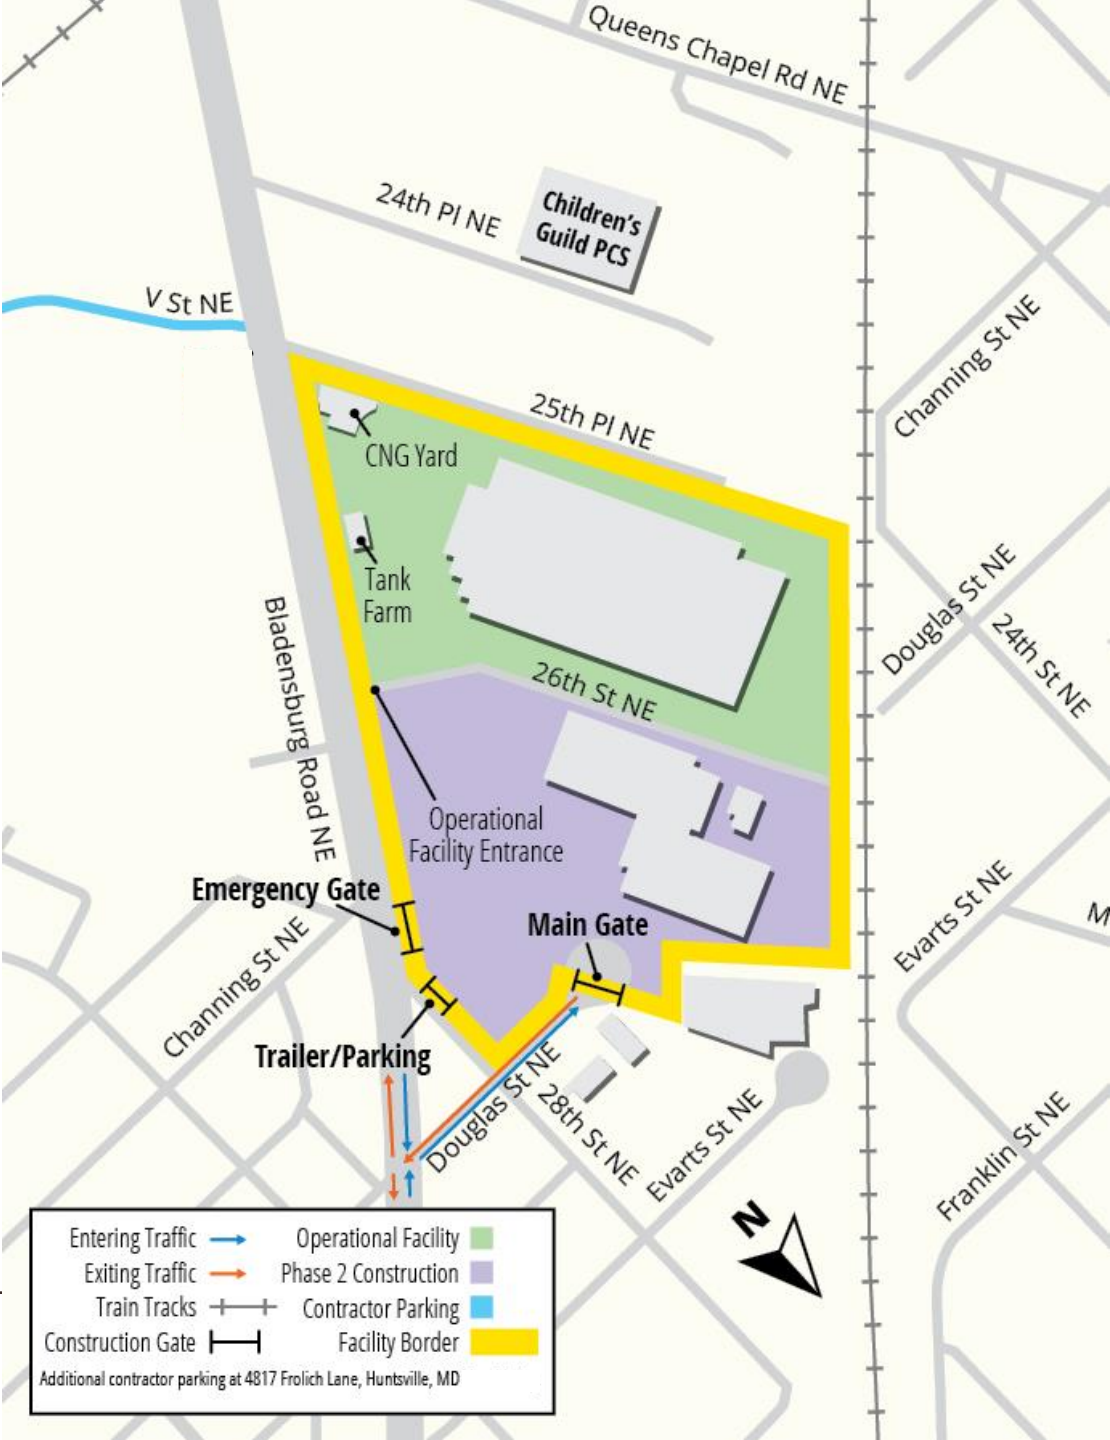 Queens Chapel Rd NE
24th Pl NE
Children's
Guild PCS
V St NE
25th Pl NE
Channing St NE
CNG Yard
Tank
Farm
Douglas St NE
24th St NE
26th St NE
Bladensburg Road NE
Operational
Facility Entrance
Emergency Gate
Main Gate
Evarts St NE
M
Channing St NE
Trailer/Parking
Douglas St NE
28th St NE
Evarts St NE
Franklin St NE
N
Entering Traffic
Operational Facility
Exiting Traffic
Phase 2 Construction
Train Tracks
Contractor Parking
Construction Gate
Facility Border
Additional contractor parking at 4817 Frolich Lane, Huntsville, MD